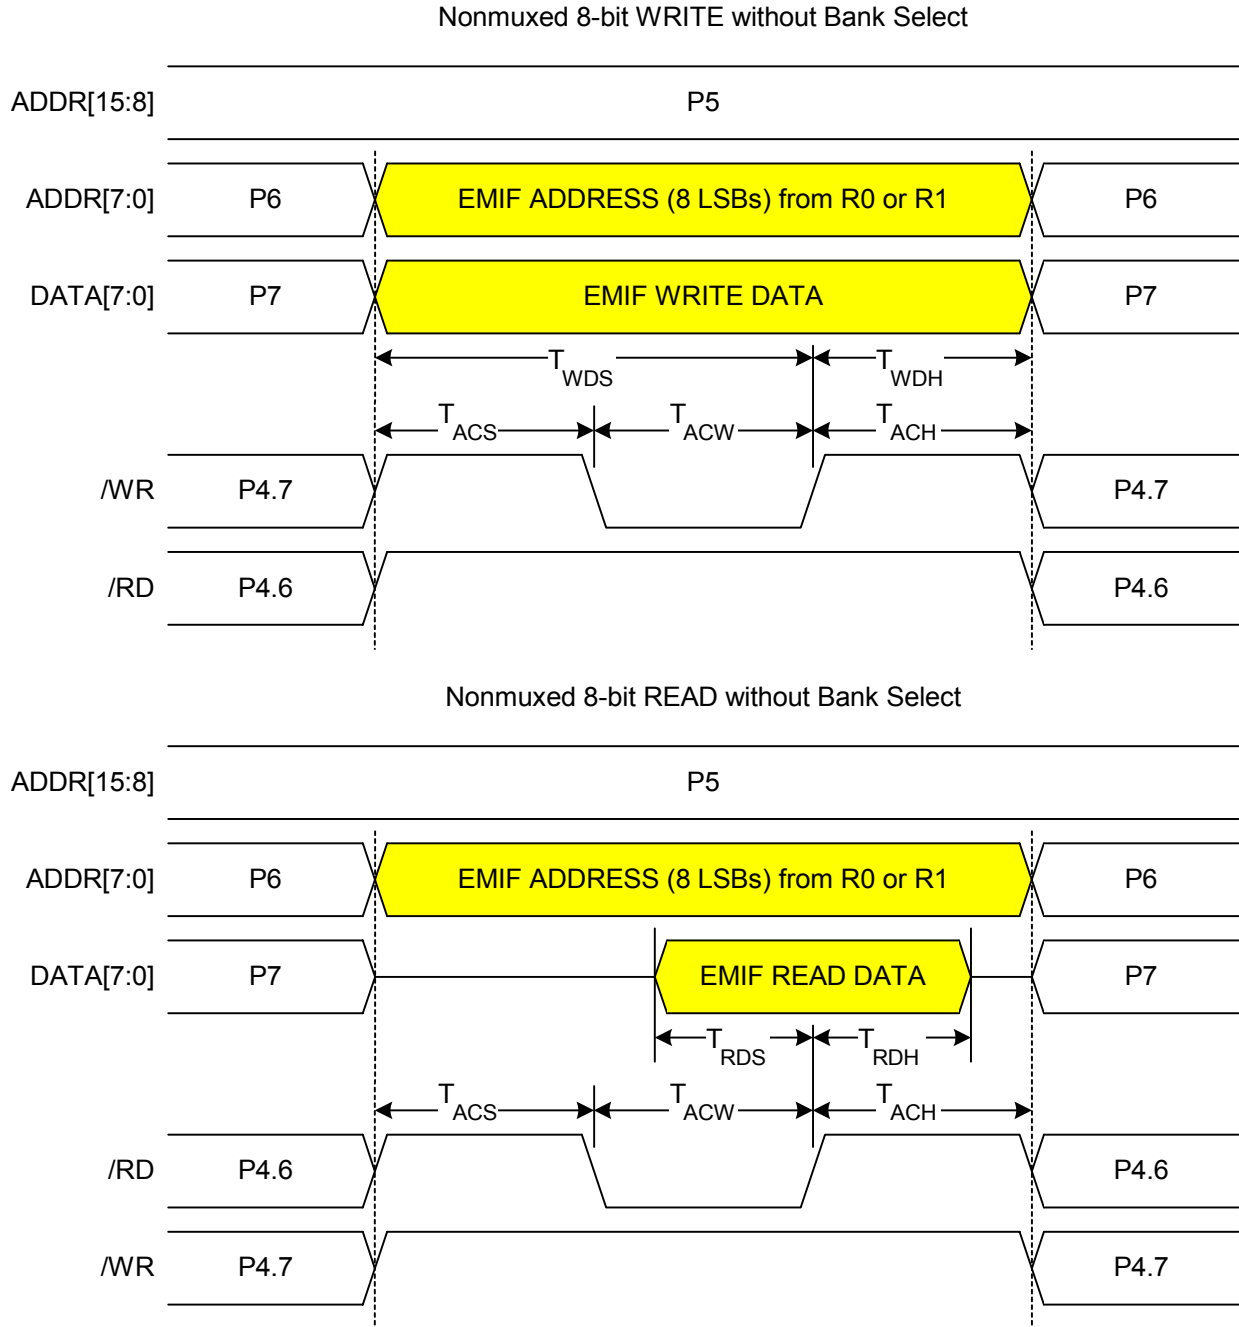 Nonmuxed 8-bit WRITE without Bank Select
ADDR[15:8] P5
ADDR[7:0] P6 EMIF ADDRESS (8 LSBs) from R0 or R1 P6
DATA[7:0] P7 EMIF WRITE DATA P7
TWDS TWDH
TACS TACW TACH
/WR P4.7 P4.7
/RD P4.6 P4.6
Nonmuxed 8-bit READ without Bank Select
ADDR[15:8] P5
ADDR[7:0] P6 EMIF ADDRESS (8 LSBs) from R0 or R1 P6
DATA[7:0] P7 EMIF READ DATA P7
TRDS TRDH
TACS TACW TACH
/RD P4.6 P4.6
/WR P4.7 P4.7